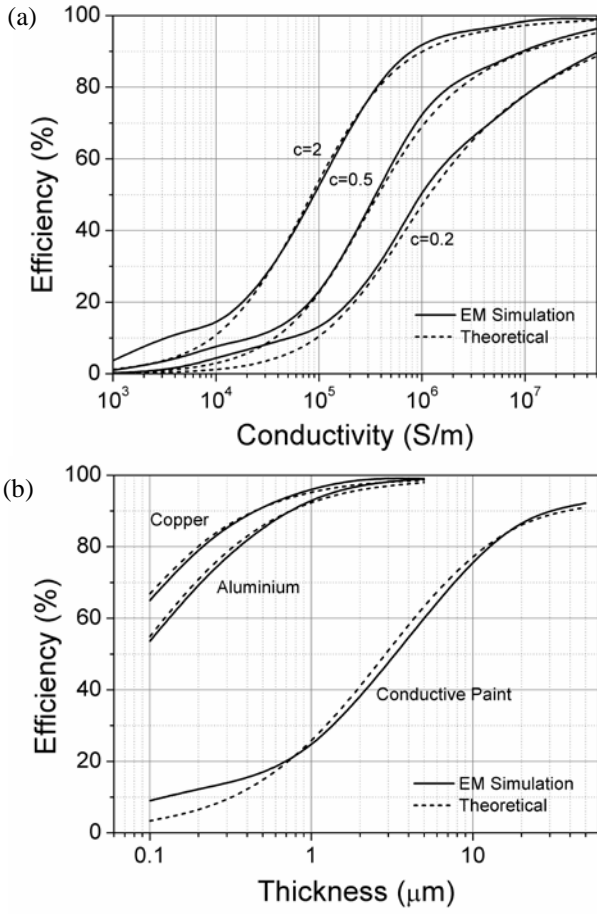 (a)
100
80
60
40
20
0
Efficiency (%)
c=2
c=0.5
c=0.2
EM Simulation
Theoretical
10³ 10⁴ 10⁵ 10⁶ 10⁷
Conductivity (S/m)
(b)
100
80
60
40
20
0
Efficiency (%)
Copper
Aluminium
Conductive Paint
EM Simulation
Theoretical
0.1 1 10
Thickness (μm)